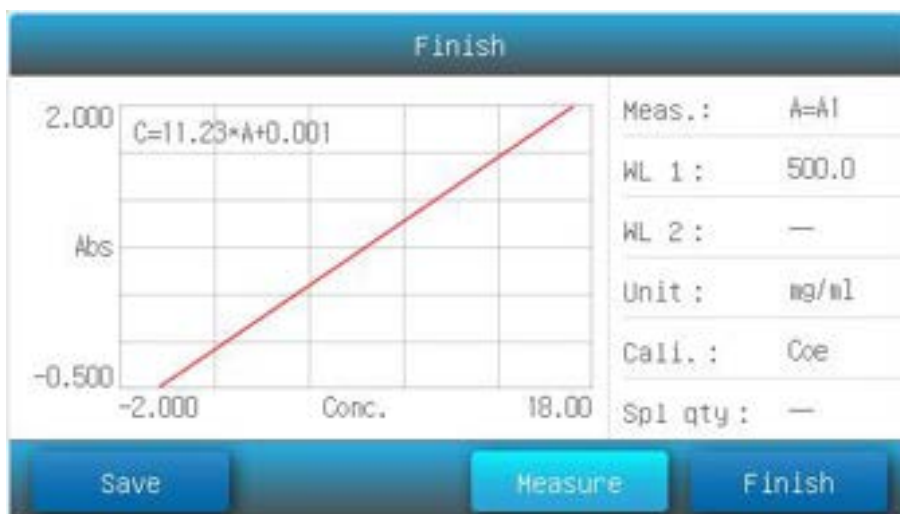 Finish
2.000
C=11.23*A+0.001
Abs
-0.500
-2.000 Conc. 18.00
Meas.: A=A1
WL 1: 500.0
WL 2: —
Unit: mg/ml
Cali.: Coe
Spl qty: —
Save Measure Finish